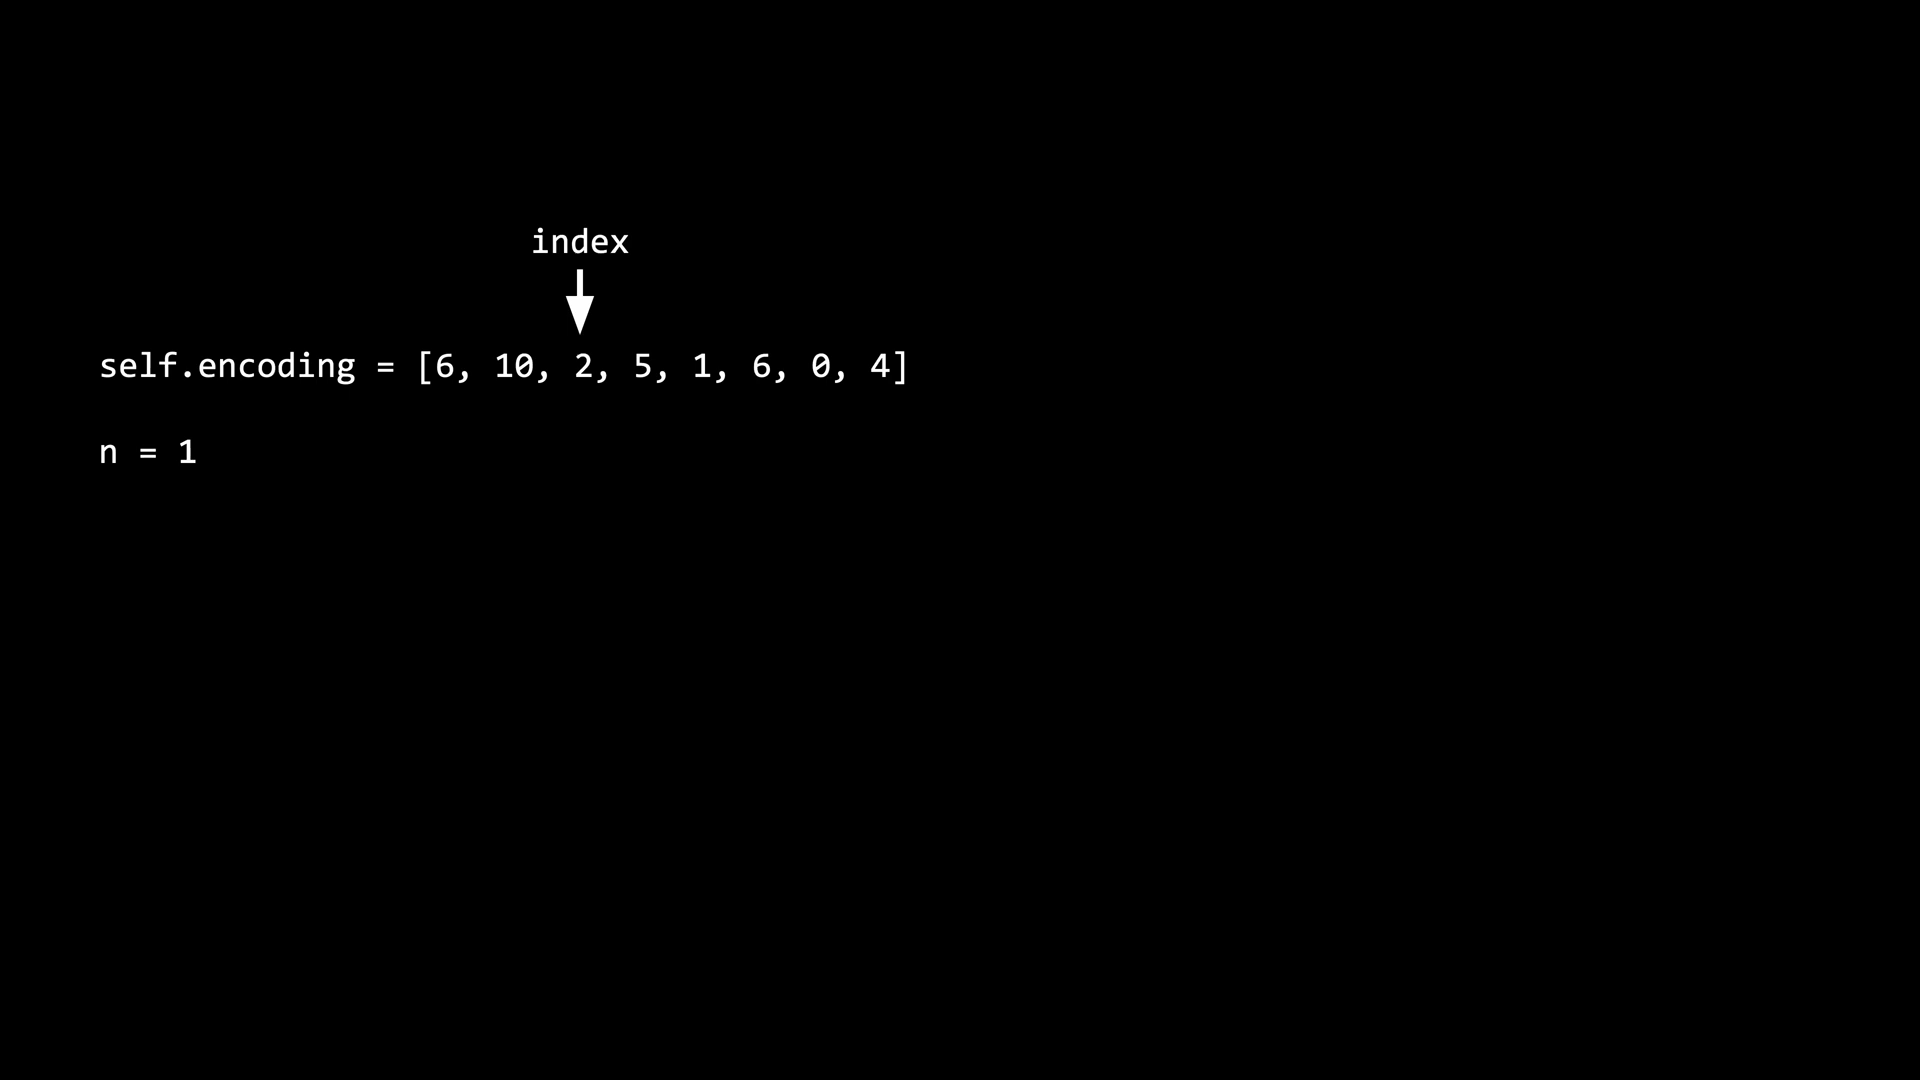 index
self.encoding = [6, 10, 2, 5, 1, 6, 0, 4]
n = 1